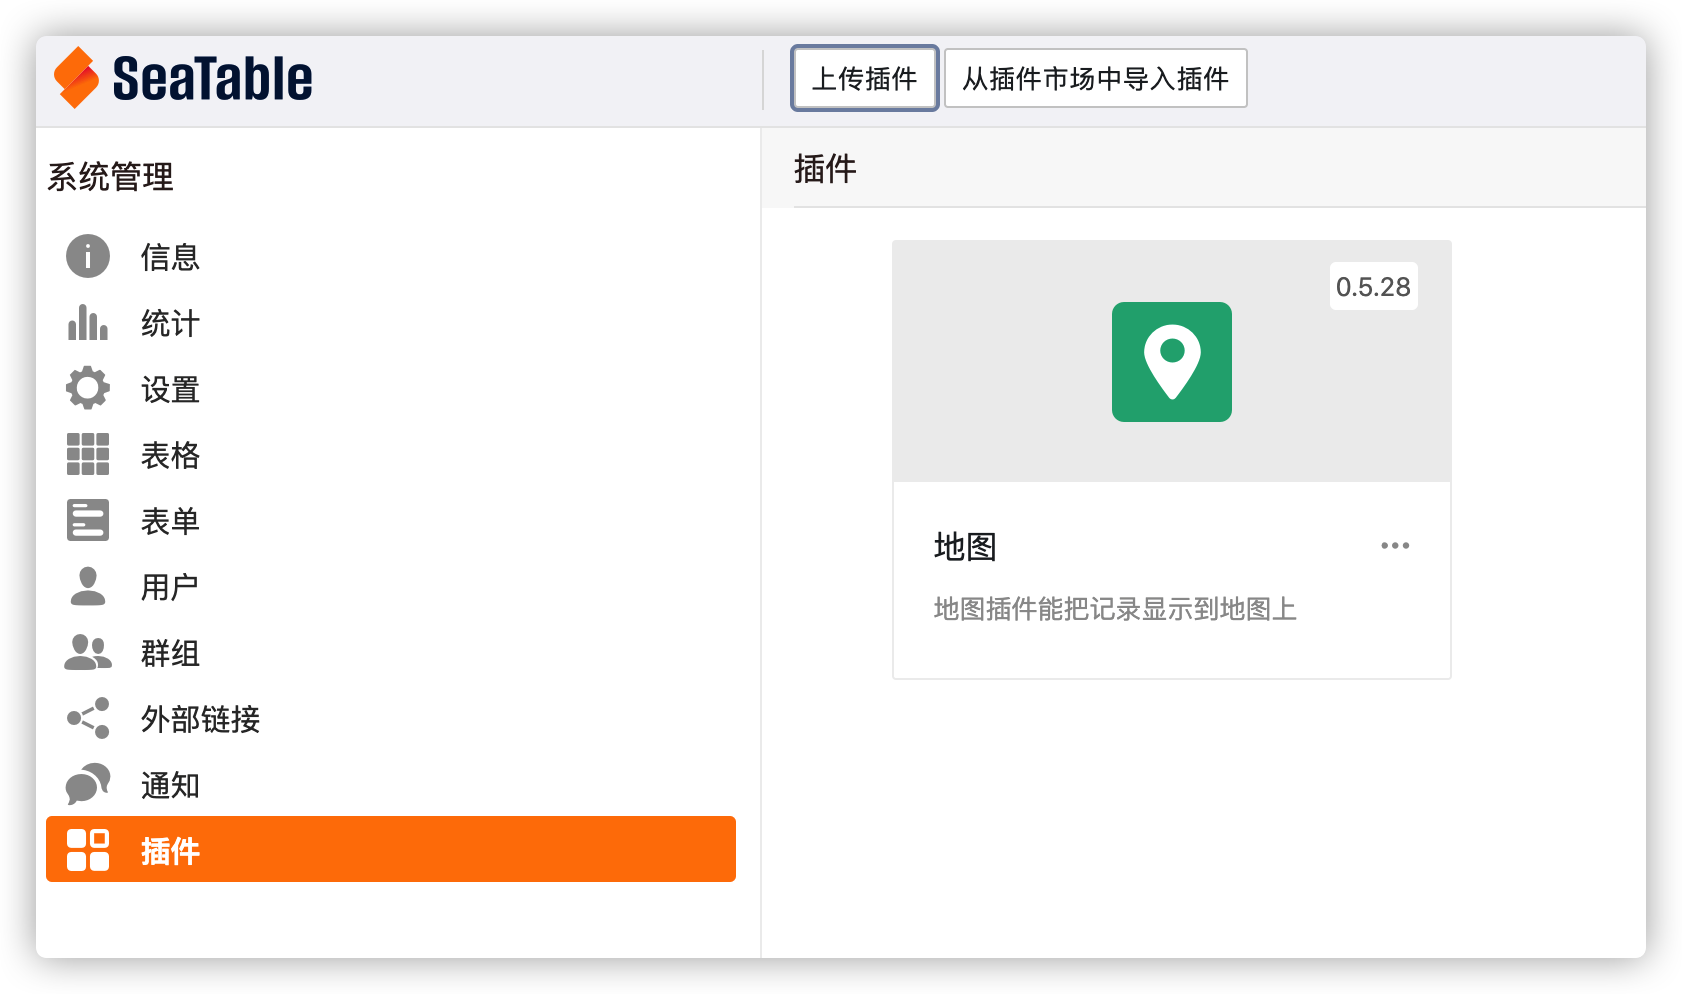 SeaTable
上传插件
从插件市场中导入插件
系统管理
信息
统计
设置
表格
表单
用户
群组
外部链接
通知
插件
插件
0.5.28
地图
地图插件能把记录显示到地图上